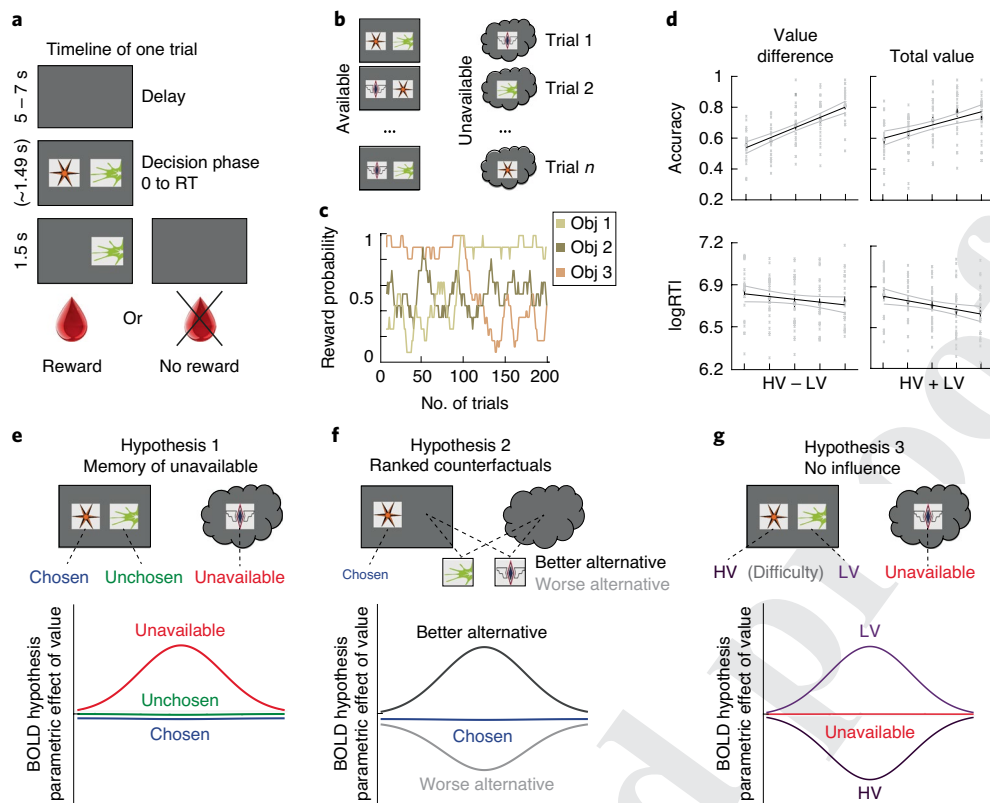 a
Timeline of one trial
5 – 7 s
Delay
(~1.49 s)
Decision phase
0 to RT
1.5 s
Or
Reward
No reward
b
Available
Unavailable
Trial 1
Trial 2
...
...
Trial n
c
Reward probability
1
0.5
0
Obj 1
Obj 2
Obj 3
0
50
100
150
200
No. of trials
d
Value
difference
Total value
Accuracy
1
0.8
0.6
0.4
0.2
logRTI
7.2
6.9
6.5
6.2
HV – LV
HV + LV
e
Hypothesis 1
Memory of unavailable
Chosen
Unchosen
Unavailable
BOLD hypothesis
parametric effect of value
Unavailable
Unchosen
Chosen
f
Hypothesis 2
Ranked counterfactuals
Chosen
Better alternative
Worse alternative
BOLD hypothesis
parametric effect of value
Better alternative
Chosen
Worse alternative
g
Hypothesis 3
No influence
HV (Difficulty) LV
Unavailable
BOLD hypothesis
parametric effect of value
LV
Unavailable
HV